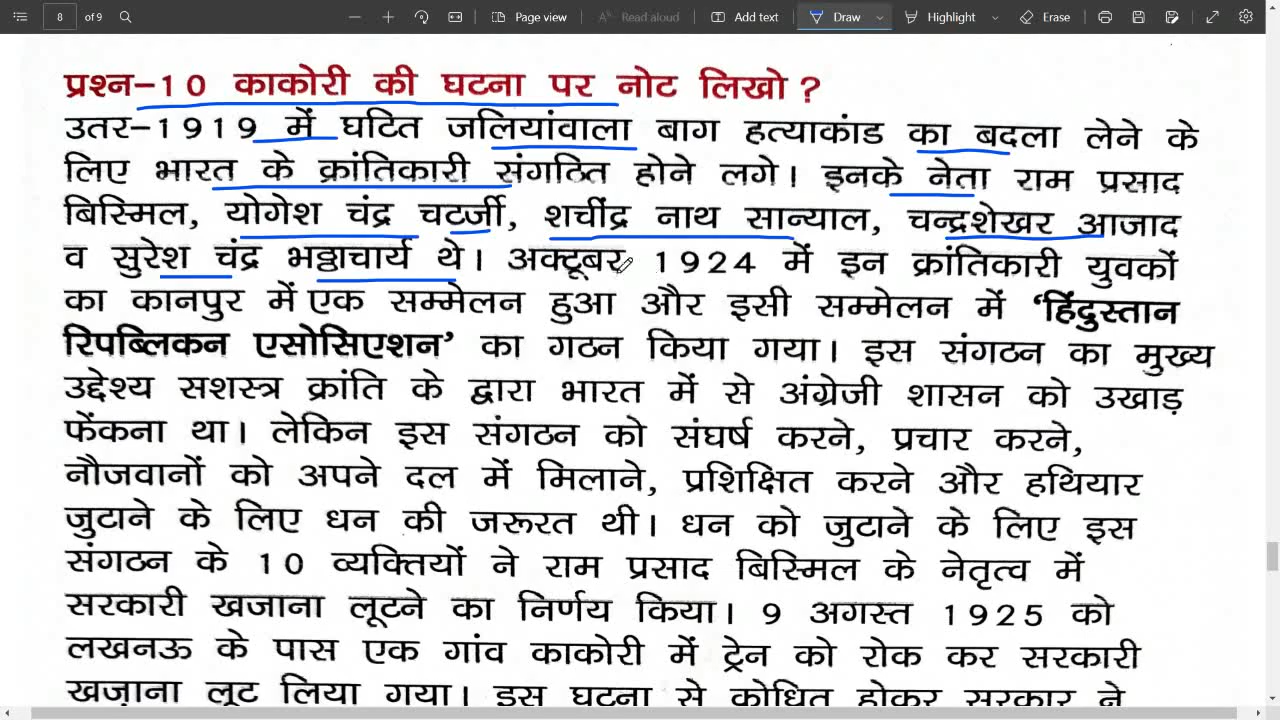 8 of 9 Page view Read aloud Add text Draw Highlight Erase
प्रश्न-10 काकोरी की घटना पर नोट लिखो ?
उतर-1919 में घटित जलियांवाला बाग हत्याकांड का बदला लेने के
लिए भारत के क्रांतिकारी संगठित होने लगे। इनके नेता राम प्रसाद
बिस्मिल, योगेश चंद्र चटर्जी, शचींद्र नाथ सान्याल, चन्द्रशेखर आजाद
व सुरेश चंद्र भट्टाचार्य थे। अक्टूबर 1924 में इन क्रांतिकारी युवकों
का कानपुर में एक सम्मेलन हुआ और इसी सम्मेलन में ‘हिंदुस्तान
रिपब्लिकन एसोसिएशन’ का गठन किया गया। इस संगठन का मुख्य
उद्देश्य सशस्त्र क्रांति के द्वारा भारत में से अंग्रेजी शासन को उखाड़
फेंकना था। लेकिन इस संगठन को संघर्ष करने, प्रचार करने,
नौजवानों को अपने दल में मिलाने, प्रशिक्षित करने और हथियार
जुटाने के लिए धन की जरूरत थी। धन को जुटाने के लिए इस
संगठन के 10 व्यक्तियों ने राम प्रसाद बिस्मिल के नेतृत्व में
सरकारी खजाना लूटने का निर्णय किया। 9 अगस्त 1925 को
लखनऊ के पास एक गांव काकोरी में ट्रेन को रोक कर सरकारी
खज़ाना लूट लिया गया। इस घटना से क्रोधित होकर सरकार ने